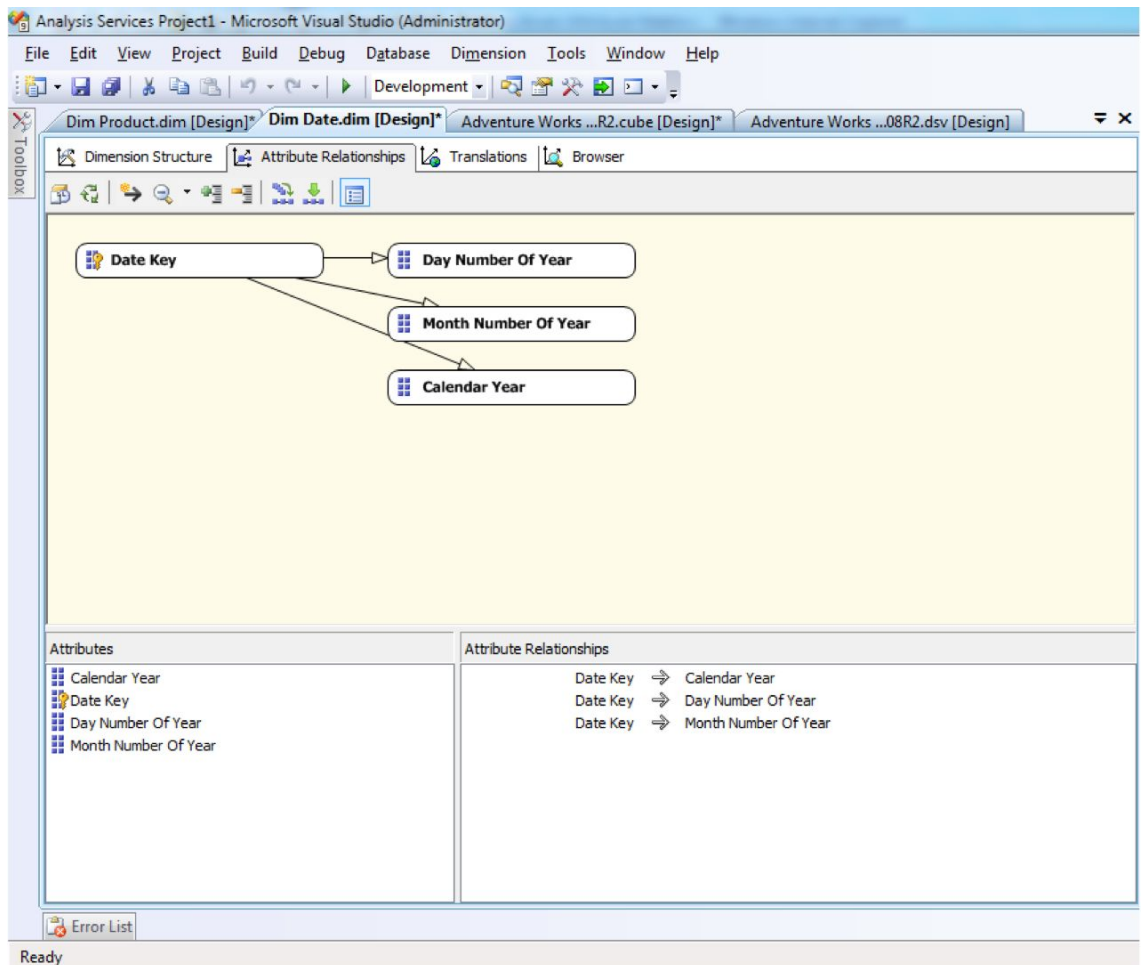 Analysis Services Project1 - Microsoft Visual Studio (Administrator)
File Edit View Project Build Debug Database Dimension Tools Window Help
Development
Toolbox
Dim Product.dim [Design]* Dim Date.dim [Design]* Adventure Works ...R2.cube [Design]* Adventure Works ...08R2.dsv [Design]
Dimension Structure Attribute Relationships Translations Browser
Date Key Day Number Of Year
Month Number Of Year
Calendar Year
Attributes Attribute Relationships
Calendar Year Date Key Calendar Year
Date Key Date Key Day Number Of Year
Day Number Of Year Date Key Month Number Of Year
Month Number Of Year
Error List
Ready